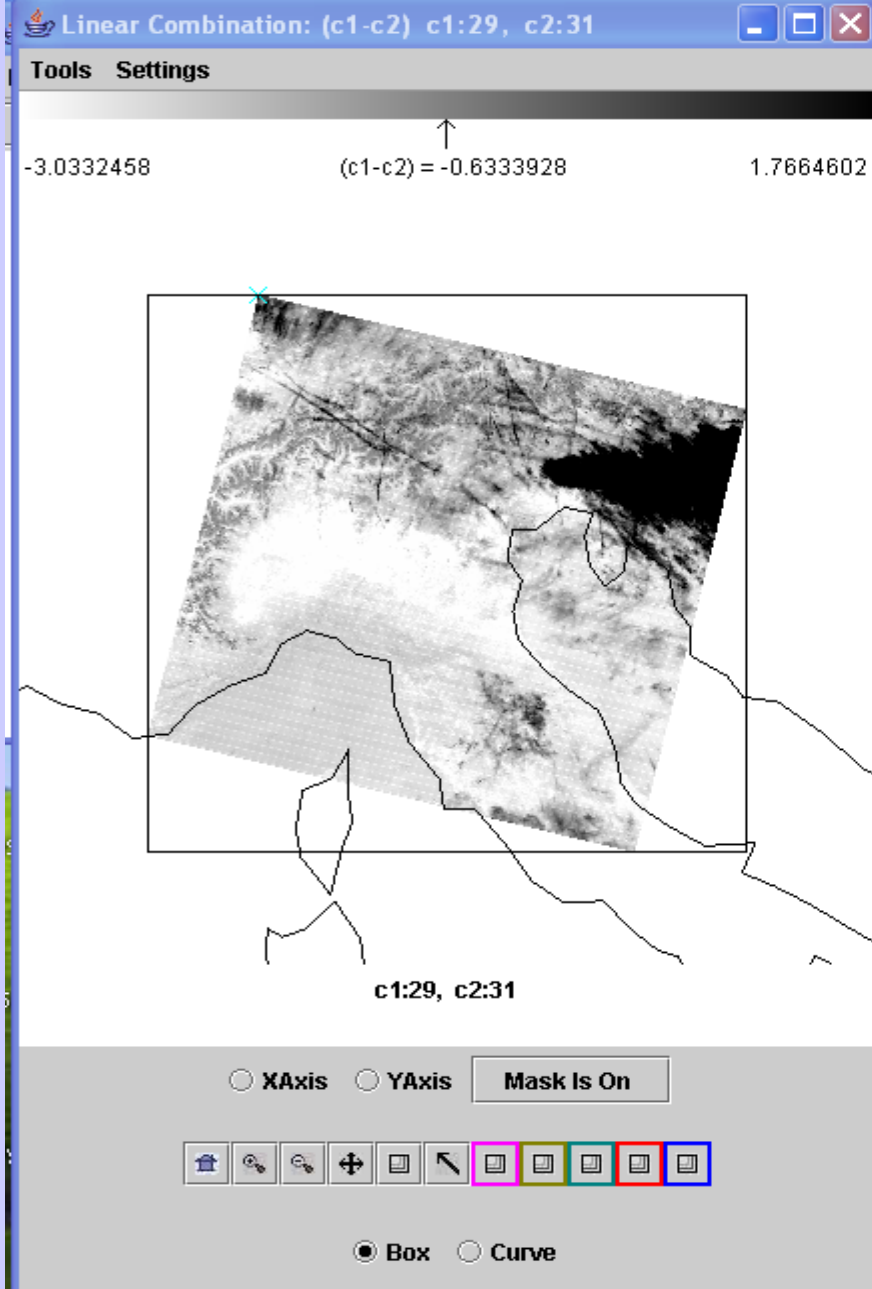 Linear Combination: (c1-c2) c1:29, c2:31
Tools Settings
-3.0332458 (c1-c2) = -0.6333928 1.7664602
c1:29, c2:31
XAxis YAxis Mask Is On
Box Curve